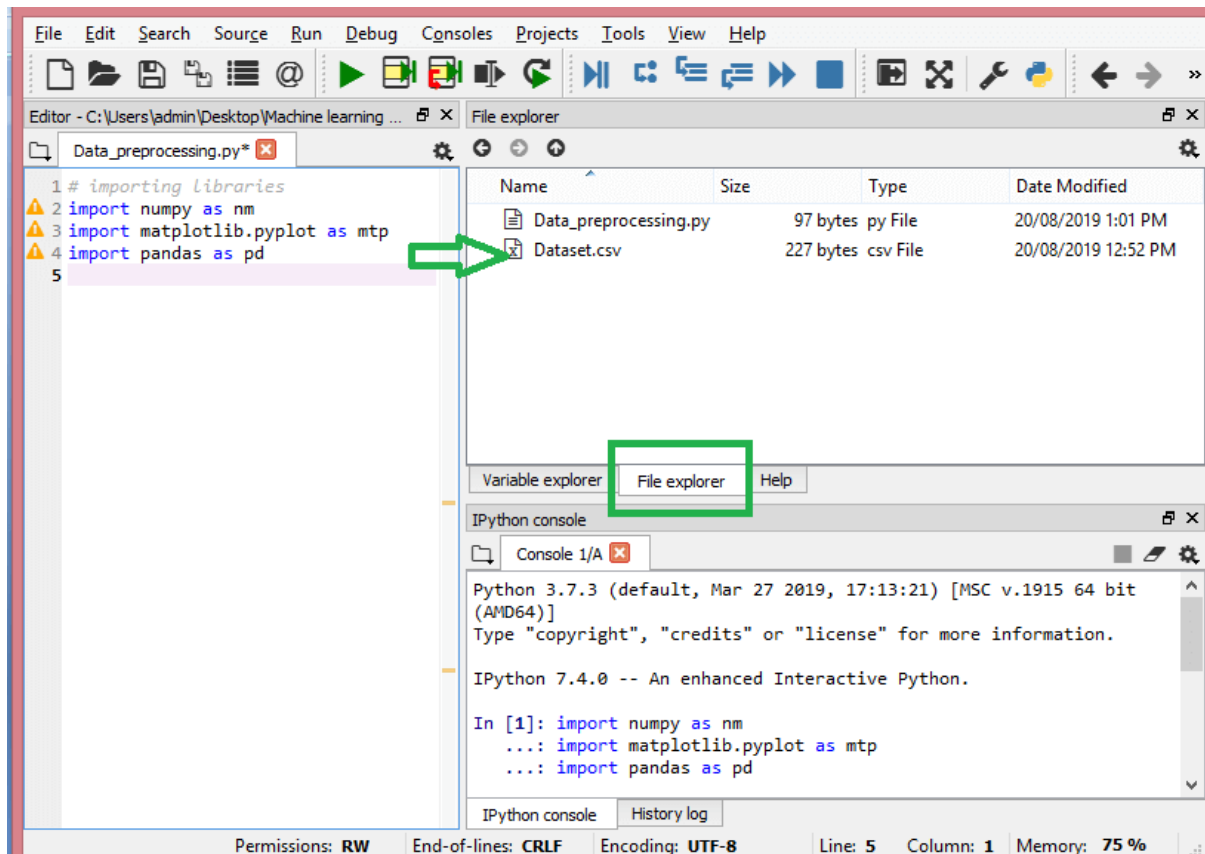 File Edit Search Source Run Debug Consoles Projects Tools View Help
Editor - C:\Users\admin\Desktop\Machine learning ...
Data_preprocessing.py*
1 # importing libraries
2 import numpy as nm
3 import matplotlib.pyplot as mtp
4 import pandas as pd
5
File explorer
Name Size Type Date Modified
Data_preprocessing.py 97 bytes py File 20/08/2019 1:01 PM
Dataset.csv 227 bytes csv File 20/08/2019 12:52 PM
Variable explorer File explorer Help
IPython console
Console 1/A
Python 3.7.3 (default, Mar 27 2019, 17:13:21) [MSC v.1915 64 bit
(AMD64)]
Type "copyright", "credits" or "license" for more information.
IPython 7.4.0 -- An enhanced Interactive Python.
In [1]: import numpy as nm
...: import matplotlib.pyplot as mtp
...: import pandas as pd
IPython console History log
Permissions: RW End-of-lines: CRLF Encoding: UTF-8 Line: 5 Column: 1 Memory: 75 %